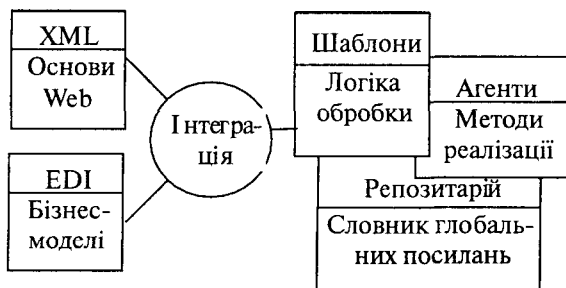 XML
Основи
Web
EDI
Бізнес-
моделі
Інтегра-
ція
Шаблони
Логіка
обробки
Агенти
Методи
реалізації
Репозитарій
Словник глобаль-
них посилань